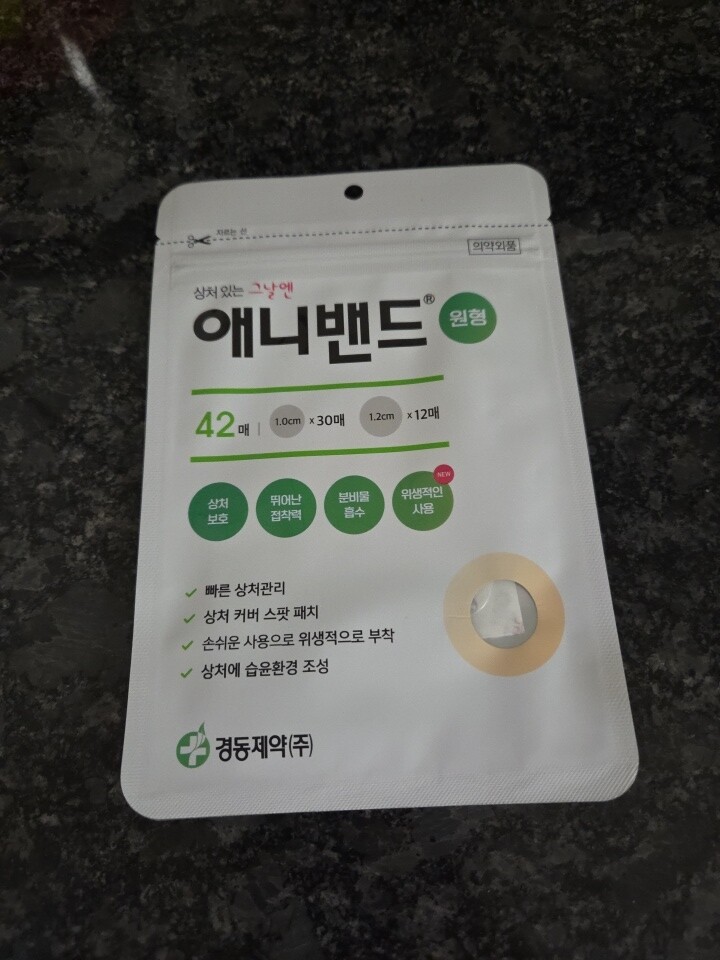 자르는 선
의약외품
상처 있는 그날엔
애니밴드® 원형
42매 | 1.0cm x 30매 1.2cm x 12매
상처
보호
뛰어난
접착력
분비물
흡수
NEW
위생적인
사용
빠른 상처관리
상처 커버 스팟 패치
손쉬운 사용으로 위생적으로 부착
상처에 습윤환경 조성
경동제약(주)